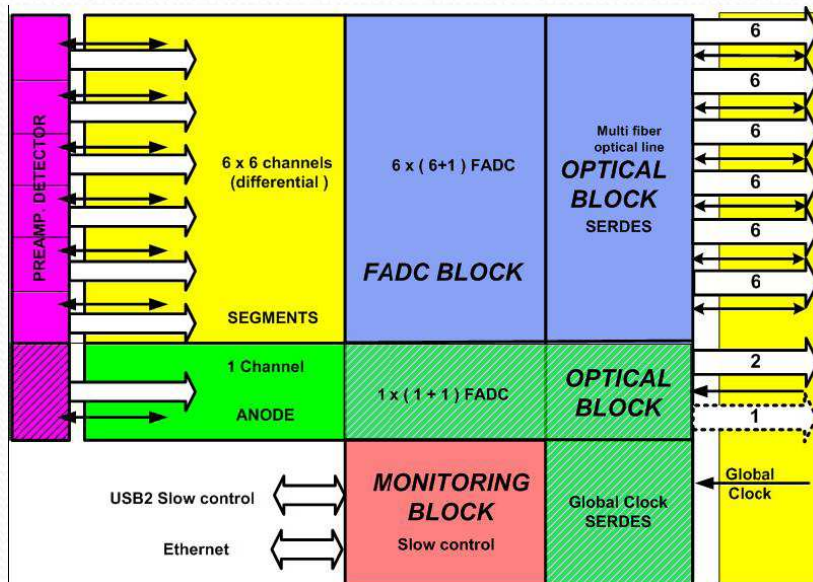 PREAMP. DETECTOR
6 x 6 channels
(differential )
SEGMENTS
6 x ( 6+1 ) FADC
FADC BLOCK
Multi fiber
optical line
OPTICAL
BLOCK
SERDES
6
6
6
6
6
6
1 Channel
ANODE
1 x ( 1 + 1 ) FADC
OPTICAL
BLOCK
2
1
USB2 Slow control
Ethernet
MONITORING
BLOCK
Slow control
Global Clock
SERDES
Global
Clock